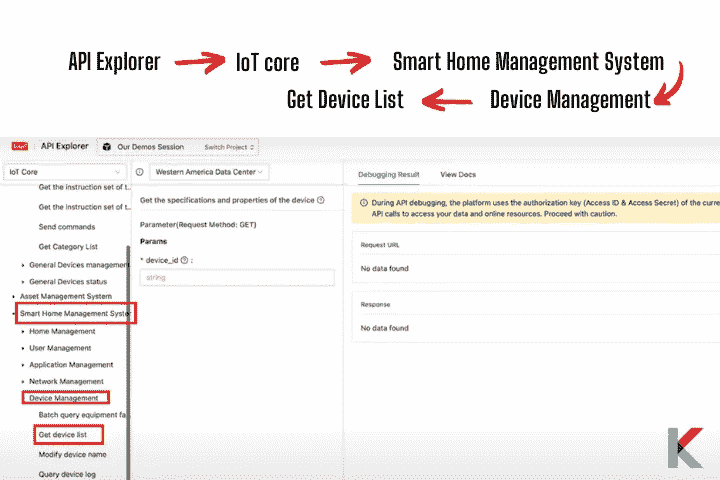 API Explorer IoT core Smart Home Management System
Get Device List Device Management
API Explorer Our Demos Session Switch Project
IoT Core Western America Data Center Debugging Result View Docs
Get the instruction set of t...
Get the instruction set of t...
Send commands
Get Category List
General Devices management
General Devices status
Asset Management System
Smart Home Management Syster
Home Management
User Management
Application Management
Network Management
Device Management
Batch query equipment fa
Get device list
Modify device name
Query device log
Get the specifications and properties of the device
Parameter(Request Method: GET)
Params
* device_id :
string
During API debugging, the platform uses the authorization key (Access ID & Access Secret) of the curre
API calls to access your data and online resources. Proceed with caution.
Request URL
No data found
Response
No data found
K